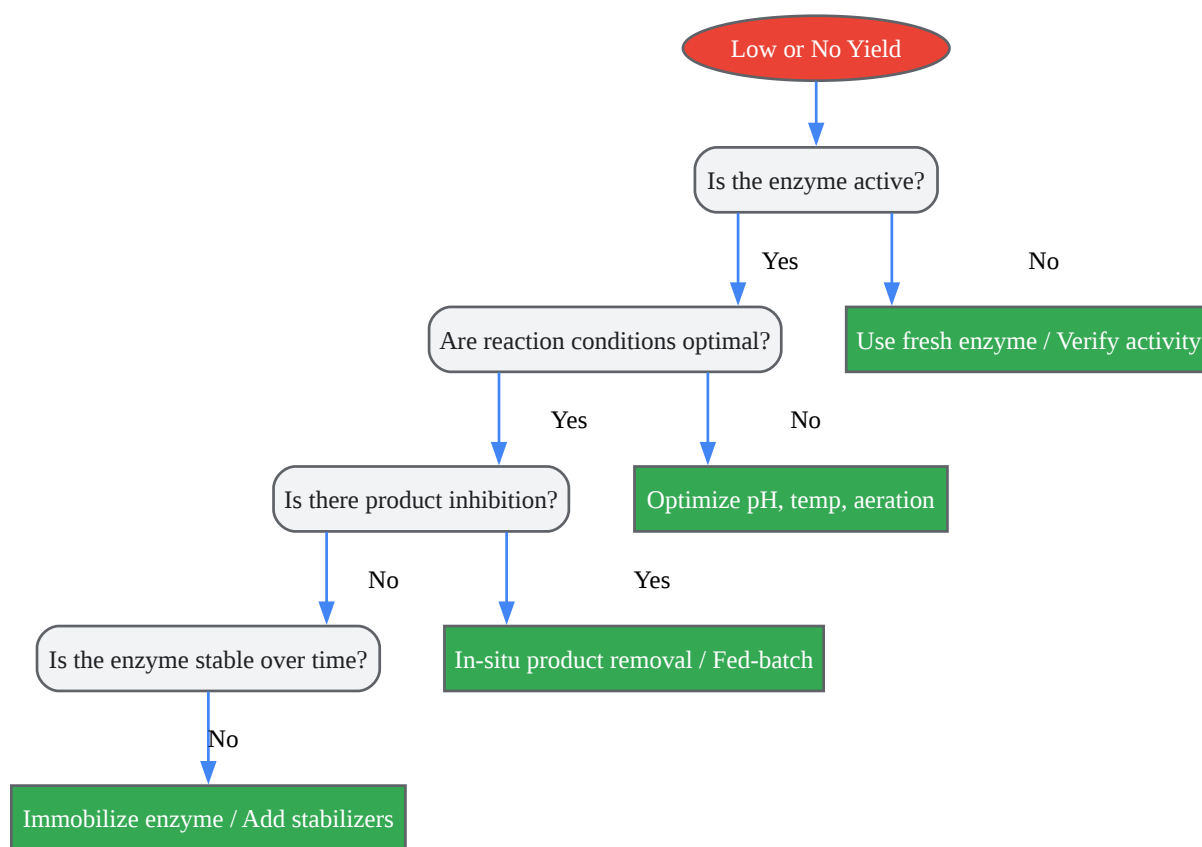 Low or No Yield
Is the enzyme active?
Yes
No
Are reaction conditions optimal?
Use fresh enzyme / Verify activity
Yes
No
Is there product inhibition?
Optimize pH, temp, aeration
No
Yes
Is the enzyme stable over time?
In-situ product removal / Fed-batch
No
Immobilize enzyme / Add stabilizers